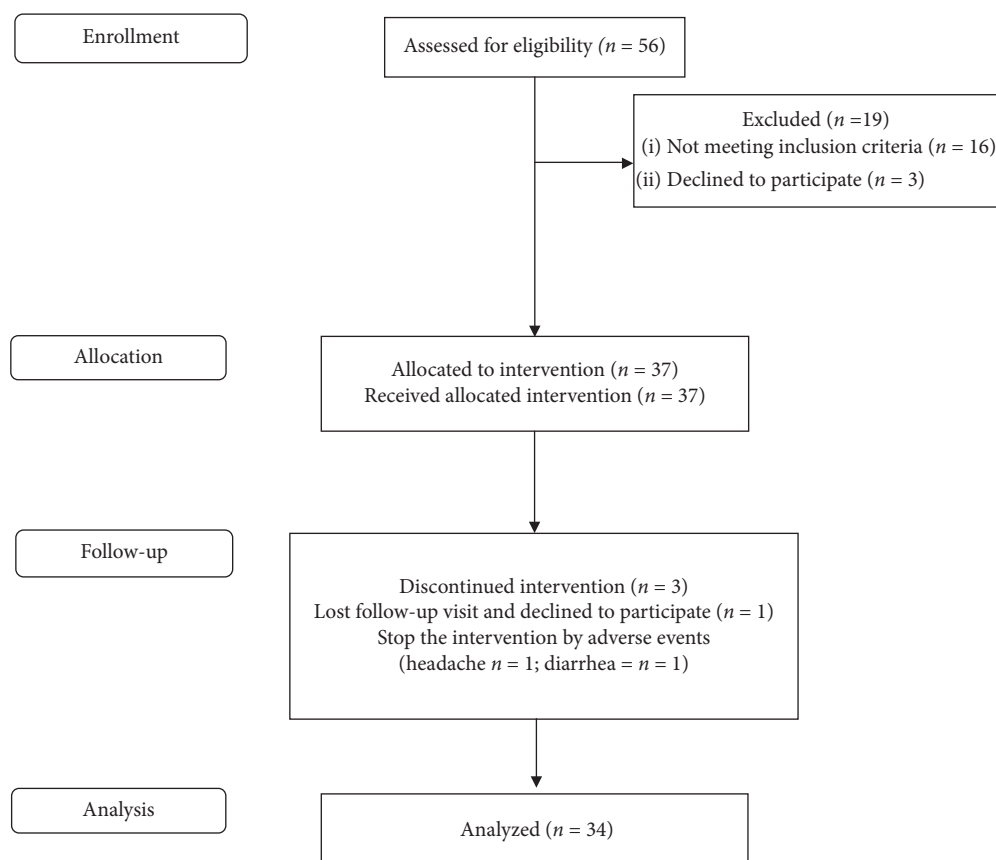 Enrollment
Assessed for eligibility (n = 56)
Excluded (n =19)
(i) Not meeting inclusion criteria (n = 16)
(ii) Declined to participate (n = 3)
Allocation
Allocated to intervention (n = 37)
Received allocated intervention (n = 37)
Follow-up
Discontinued intervention (n = 3)
Lost follow-up visit and declined to participate (n = 1)
Stop the intervention by adverse events
(headache n = 1; diarrhea = n = 1)
Analysis
Analyzed (n = 34)